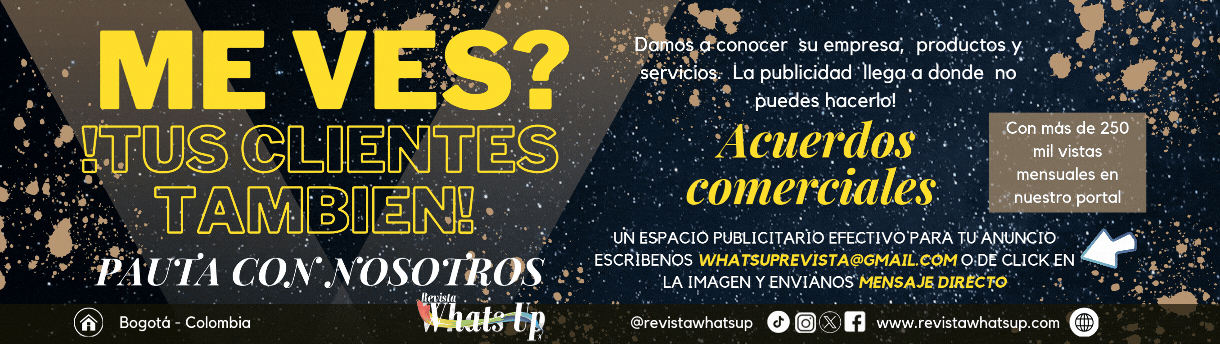 ME VES?
!TUS CLIENTES
TAMBIEN!
PAUTA CON NOSOTROS
Damos a conocer su empresa, productos y
servicios. La publicidad llega a donde no
puedes hacerlo!
Acuerdos
comerciales
Con más de 250
mil vistas
mensuales en
nuestro portal
UN ESPACIO PUBLICITARIO EFECTIVO PARA TU ANUNCIO
ESCRÍBENOS WHATSUPREVISTA@GMAIL.COM O DE CLICK EN
LA IMAGEN Y ENVIANOS MENSAJE DIRECTO
Bogotá - Colombia
Revista
Whats Up
@revistawhatsup
www.revistawhatsup.com